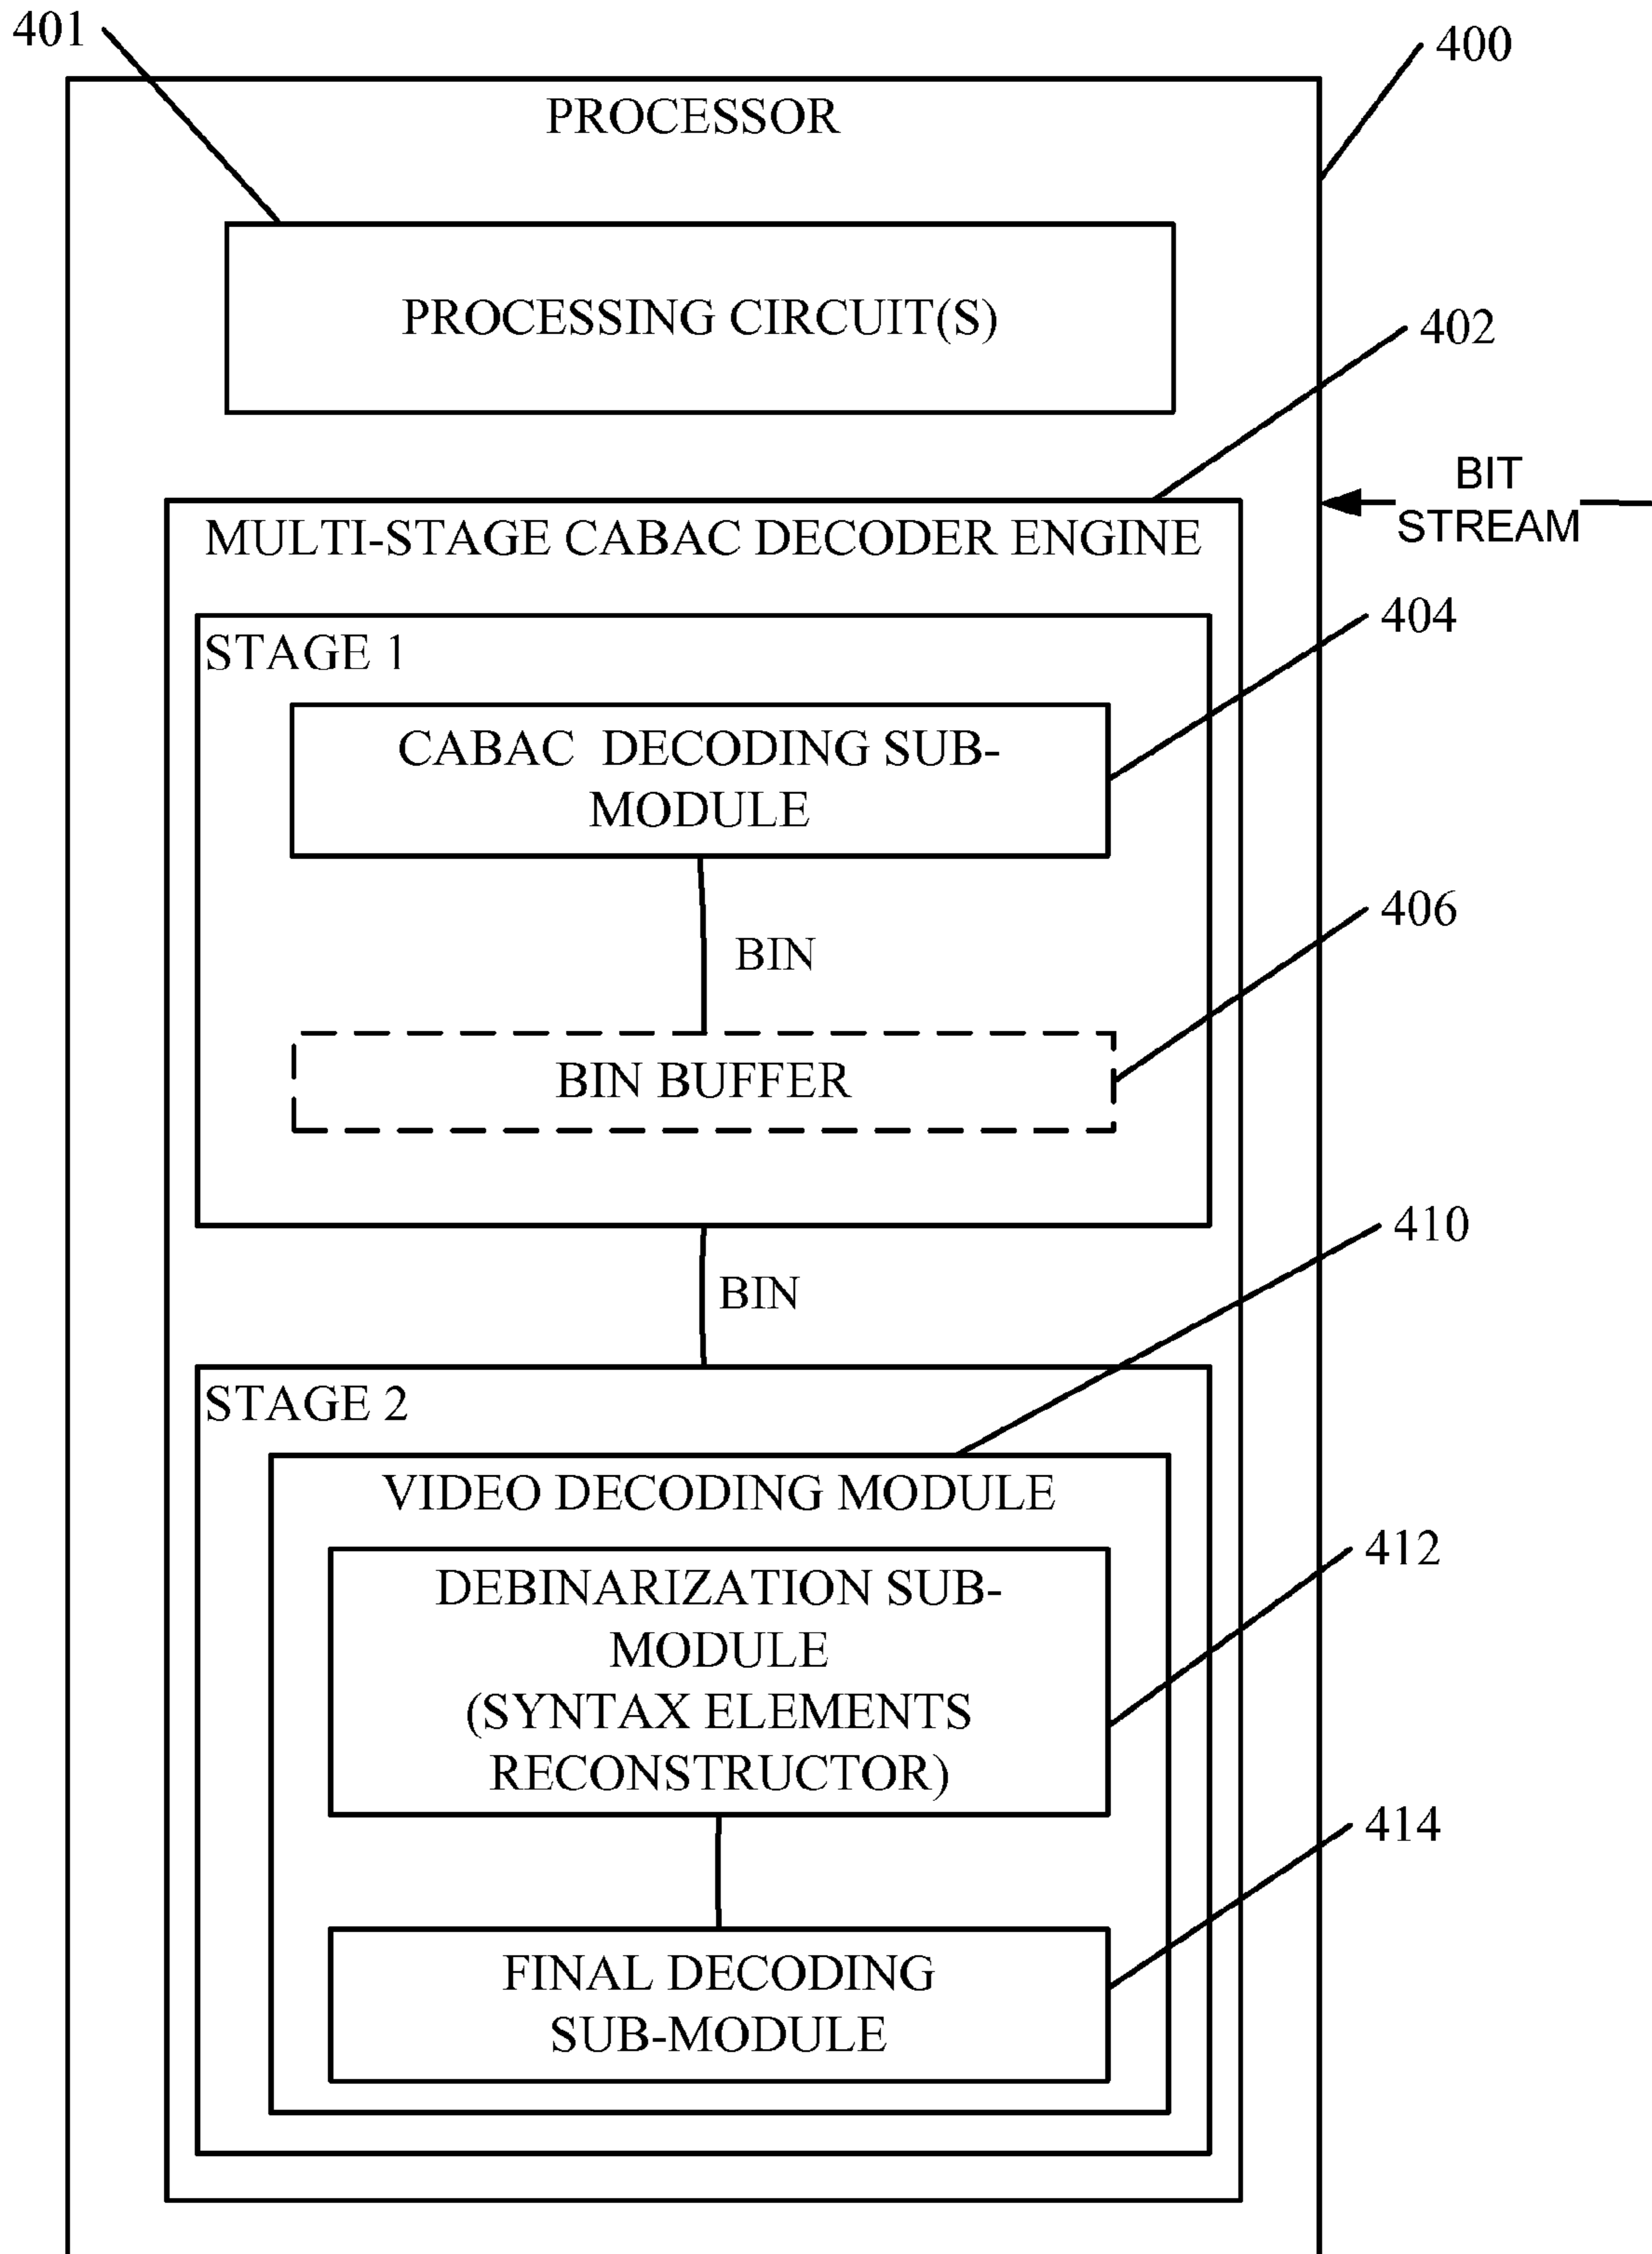 401
400
PROCESSOR
PROCESSING CIRCUIT(S)
402
BIT
STREAM
MULTI-STAGE CABAC DECODER ENGINE
404
STAGE 1
CABAC DECODING SUB-
MODULE
406
BIN
BIN BUFFER
410
BIN
STAGE 2
VIDEO DECODING MODULE
412
DEBINARIZATION SUB-
MODULE
(SYNTAX ELEMENTS
RECONSTRUCTOR)
414
FINAL DECODING
SUB-MODULE